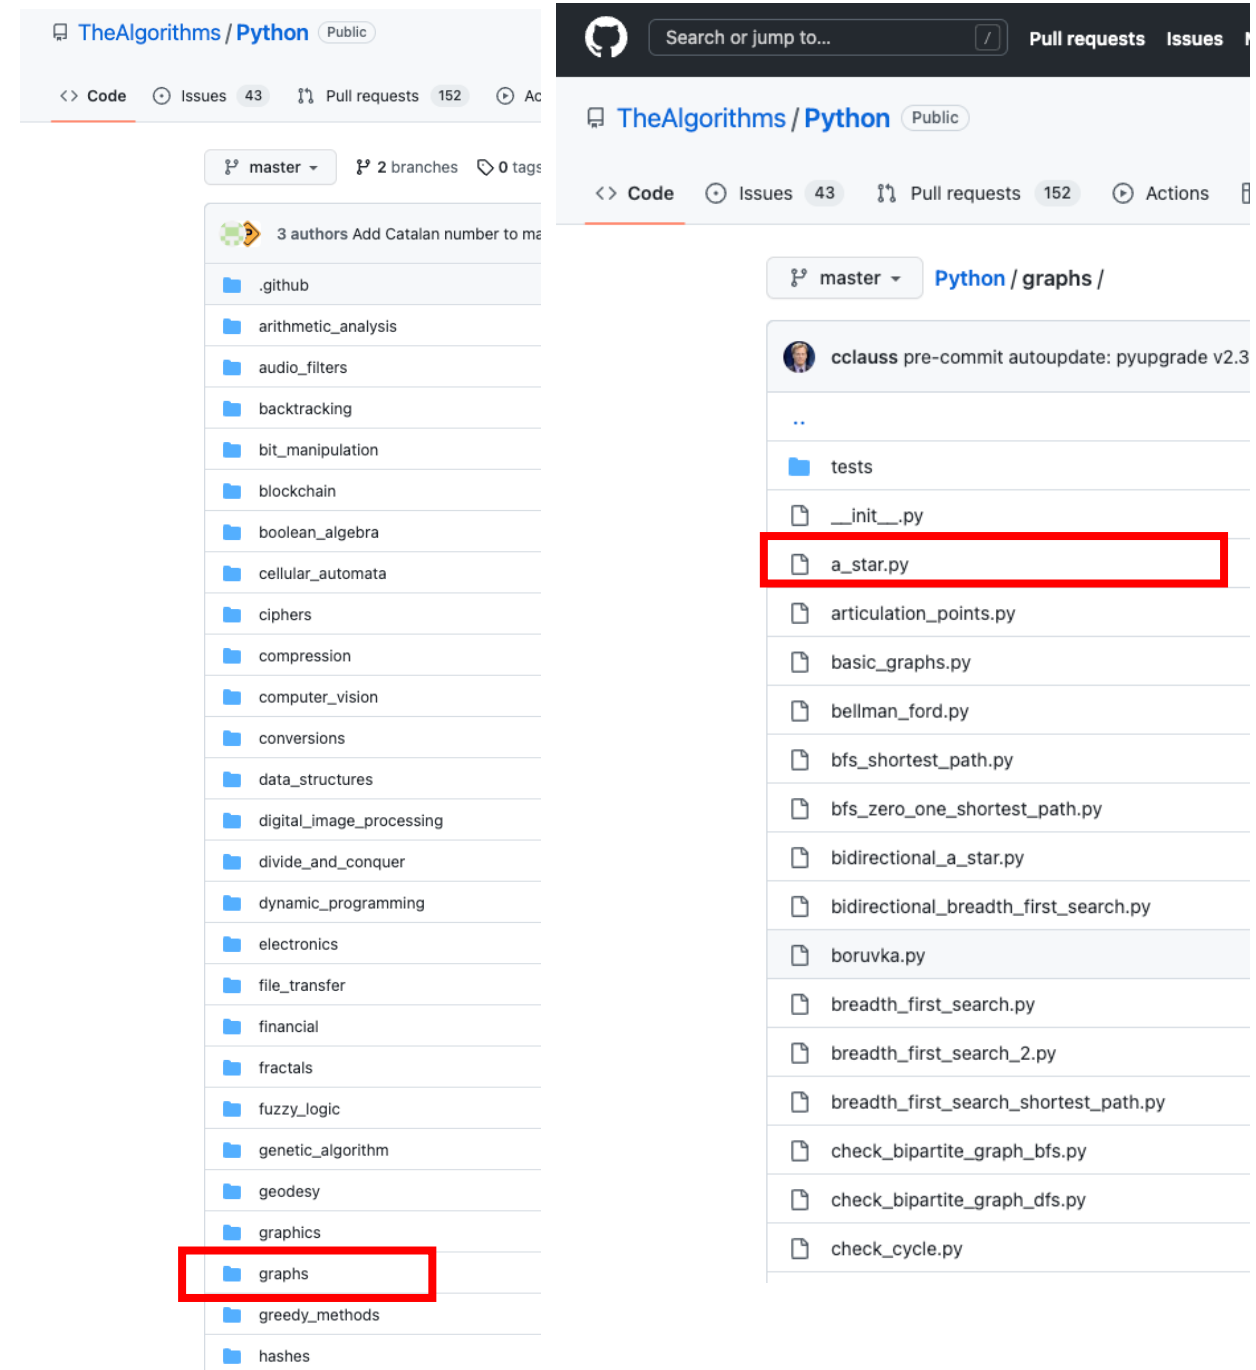 TheAlgorithms / Python Public
Code Issues 43 Pull requests 152 Ac
master 2 branches 0 tags
3 authors Add Catalan number to ma
.github
arithmetic_analysis
audio_filters
backtracking
bit_manipulation
blockchain
boolean_algebra
cellular_automata
ciphers
compression
computer_vision
conversions
data_structures
digital_image_processing
divide_and_conquer
dynamic_programming
electronics
file_transfer
financial
fractals
fuzzy_logic
genetic_algorithm
geodesy
graphics
graphs
greedy_methods
hashes
Search or jump to... / Pull requests Issues
TheAlgorithms / Python Public
Code Issues 43 Pull requests 152 Actions
master Python / graphs /
cclauss pre-commit autoupdate: pyupgrade v2.3
..
tests
__init__.py
a_star.py
articulation_points.py
basic_graphs.py
bellman_ford.py
bfs_shortest_path.py
bfs_zero_one_shortest_path.py
bidirectional_a_star.py
bidirectional_breadth_first_search.py
boruvka.py
breadth_first_search.py
breadth_first_search_2.py
breadth_first_search_shortest_path.py
check_bipartite_graph_bfs.py
check_bipartite_graph_dfs.py
check_cycle.py